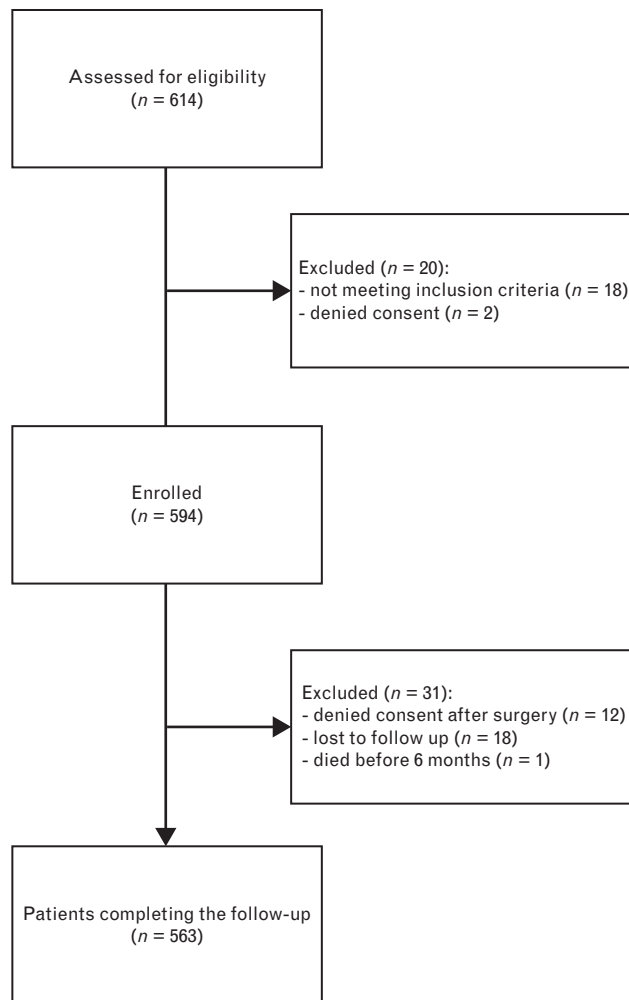 Assessed for eligibility
(n = 614)
Excluded (n = 20):
- not meeting inclusion criteria (n = 18)
- denied consent (n = 2)
Enrolled
(n = 594)
Excluded (n = 31):
- denied consent after surgery (n = 12)
- lost to follow up (n = 18)
- died before 6 months (n = 1)
Patients completing the follow-up
(n = 563)